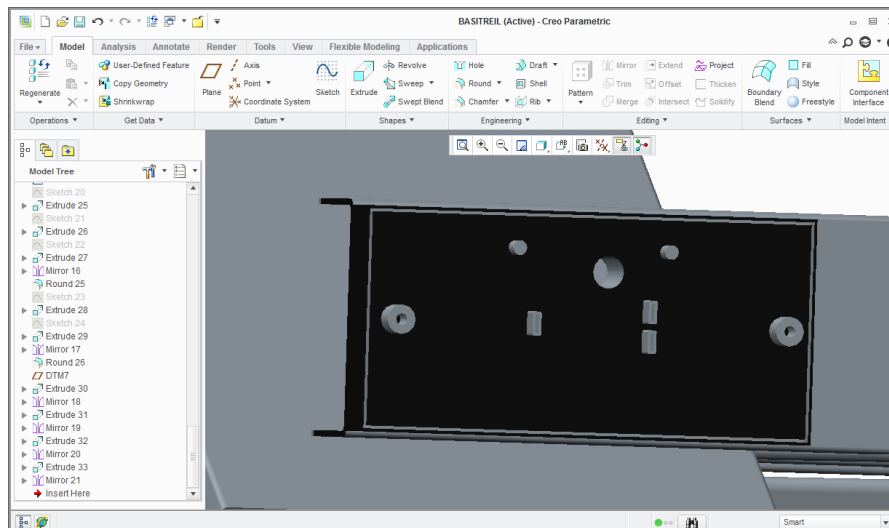 BASITREIL (Active) - Creo Parametric
File Model Analysis Annotate Render Tools View Flexible Modeling Applications
Regenerate
User-Defined Feature
Copy Geometry
Shrinkwrap
Plane
Axis
Point
Coordinate System
Sketch
Extrude
Revolve
Sweep
Swept Blend
Hole
Round
Chamfer
Draft
Shell
Rib
Pattern
Mirror
Trim
Merge
Extend
Offset
Intersect
Project
Thicken
Solidify
Boundary
Blend
Fill
Style
Freestyle
Component
Interface
Operations Get Data Datum Shapes Engineering Editing Surfaces Model Intent
Model Tree
Sketch 20
Extrude 25
Sketch 21
Extrude 26
Sketch 22
Extrude 27
Mirror 16
Round 25
Sketch 23
Extrude 28
Sketch 24
Extrude 29
Mirror 17
Round 26
DTM7
Extrude 30
Mirror 18
Extrude 31
Mirror 19
Extrude 32
Mirror 20
Extrude 33
Mirror 21
Insert Here
Smart